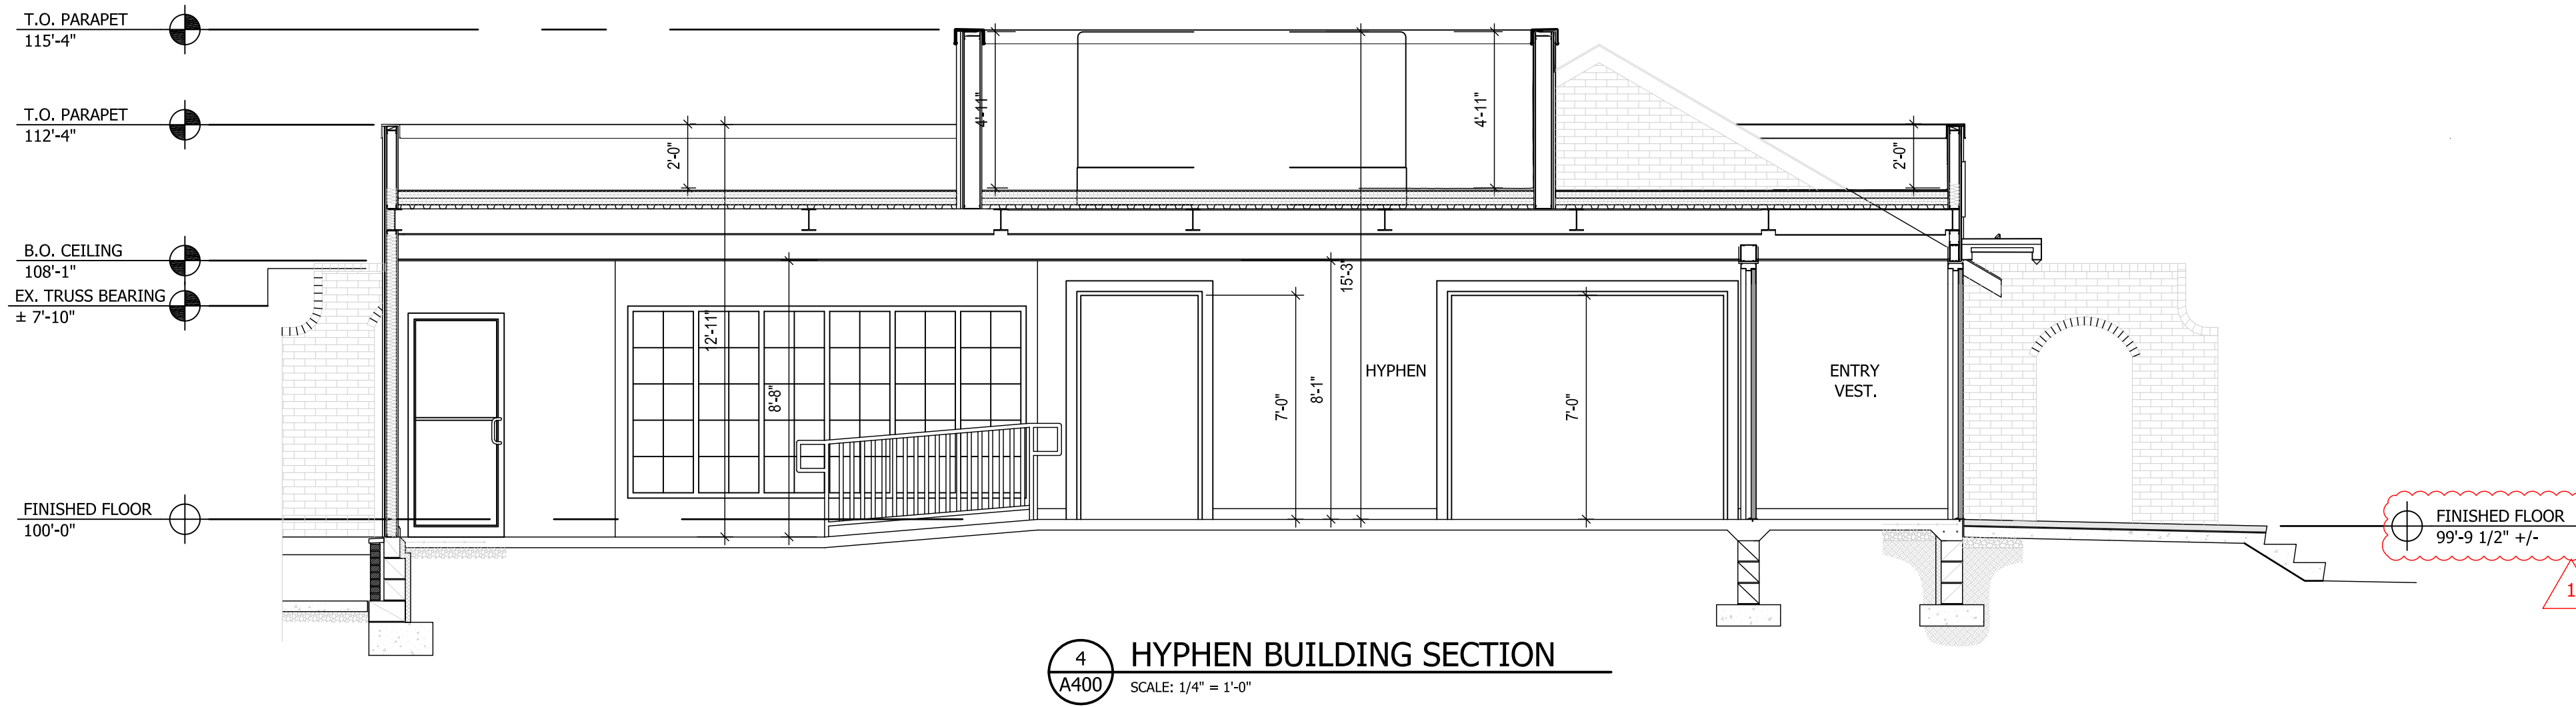 T.O. PARAPET
115'-4"
T.O. PARAPET
112'-4"
B.O. CEILING
108'-1"
EX. TRUSS BEARING
± 7'-10"
FINISHED FLOOR
100'-0"
2'-0"
4'-11"
4'-11"
2'-0"
12'-11"
8'-8"
15'-3"
7'-0"
8'-1"
7'-0"
HYPHEN
ENTRY
VEST.
FINISHED FLOOR
99'-9 1/2" +/-
1
4
A400
HYPHEN BUILDING SECTION
SCALE: 1/4" = 1'-0"